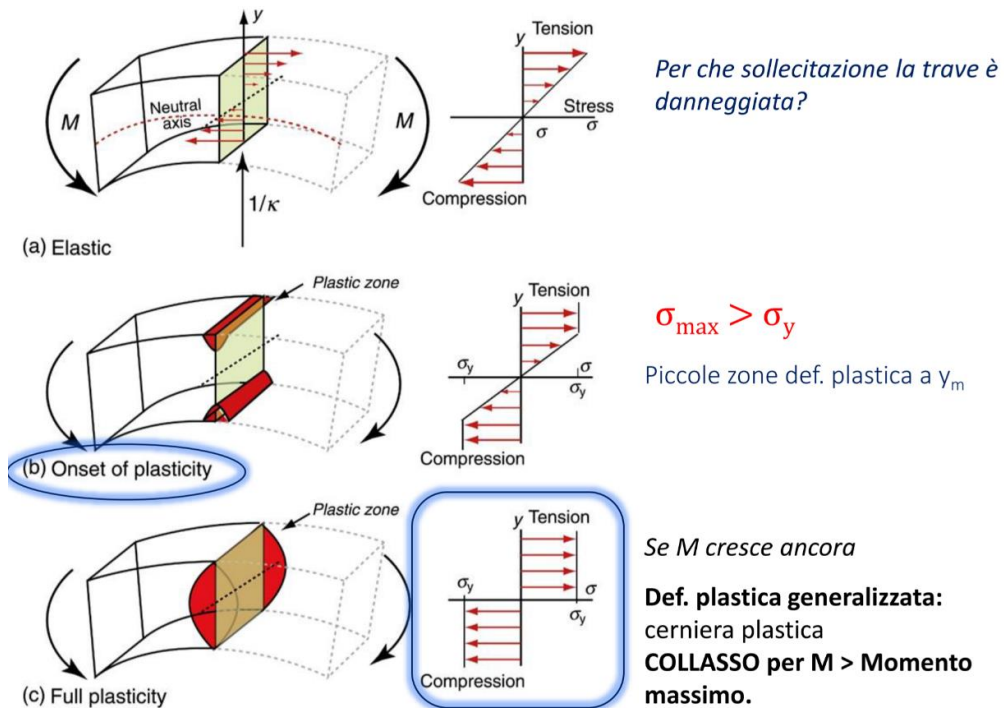 y
Tension
y
Per che sollecitazione la trave è
danneggiata?
Neutral
axis
M
M
Stress
σ
σ
1/κ
Compression
(a) Elastic
Plastic zone
Tension
y
σmax > σy
σy
σ
σy
Piccole zone def. plastica a ym
Compression
(b) Onset of plasticity
Plastic zone
Tension
y
Se M cresce ancora
σy
σ
σy
Def. plastica generalizzata:
cerniera plastica
COLLASSO per M > Momento
massimo.
Compression
(c) Full plasticity